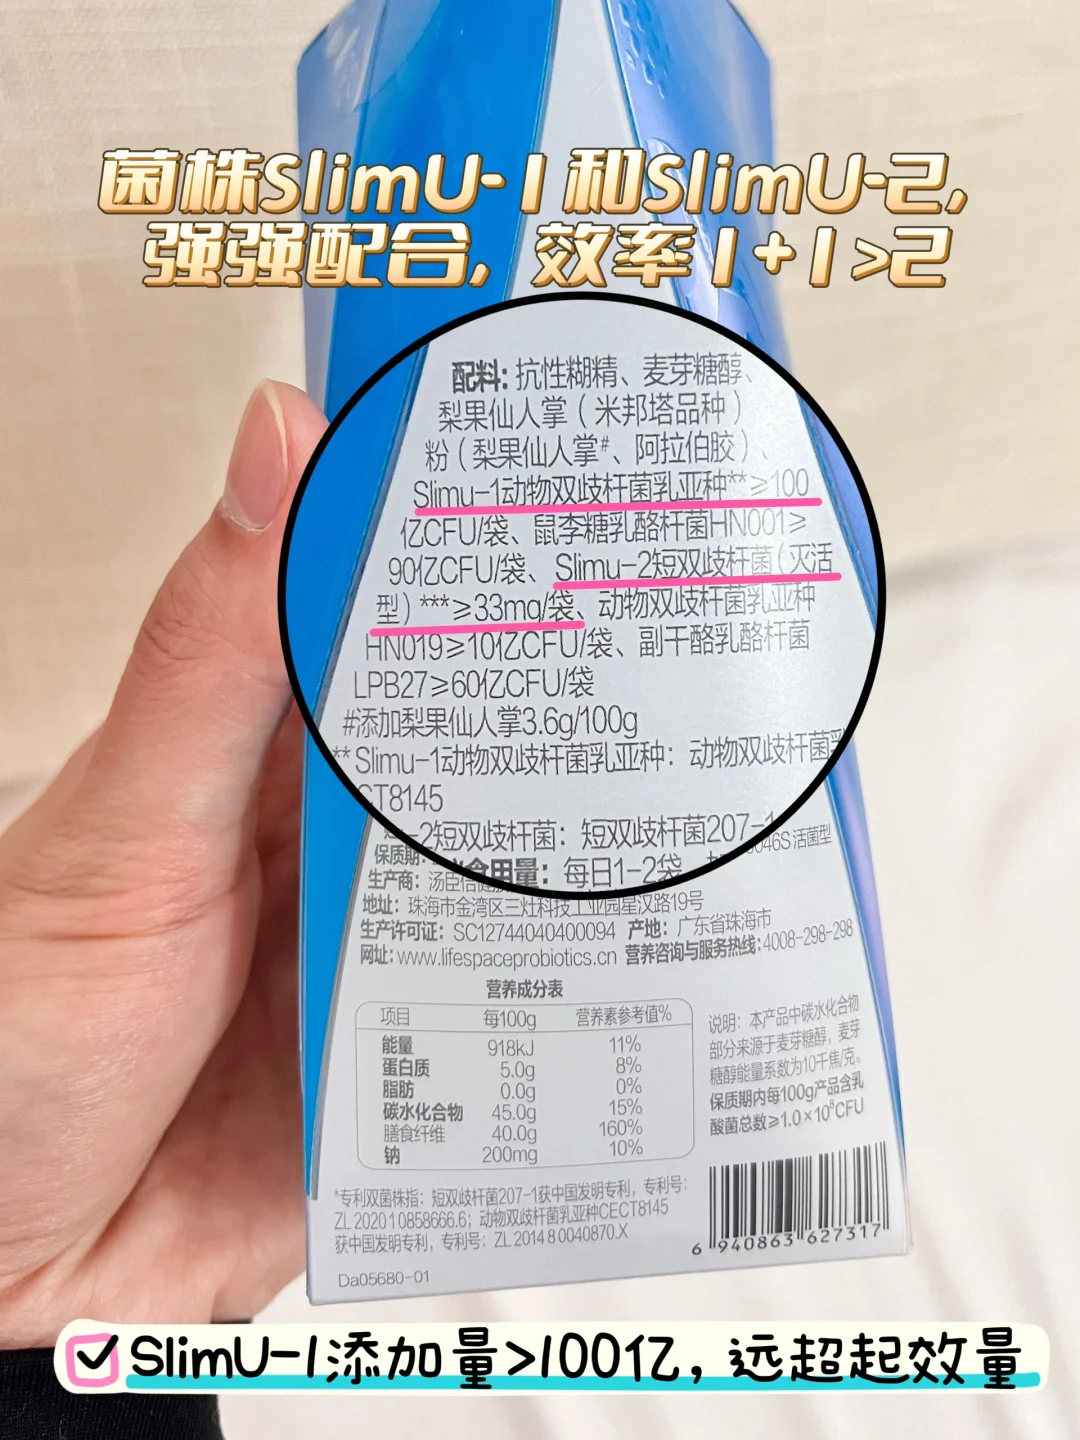 菌株SlimU-1和SlimU-2,
强强配合, 效率1+1>2
配料: 抗性糊精、麦芽糖醇、
梨果仙人掌（米邦塔品种）
粉（梨果仙人掌#、阿拉伯胶）、
Slimu-1动物双歧杆菌乳亚种**≥100
亿CFU/袋、鼠李糖乳酪杆菌HN001≥
90亿CFU/袋、Slimu-2短双歧杆菌(灭活
型) ***≥33mg/袋、动物双歧杆菌乳亚种
HN019≥10亿CFU/袋、副干酪乳酪杆菌
LPB27≥60亿CFU/袋
#添加梨果仙人掌3.6g/100g
**Slimu-1动物双歧杆菌乳亚种：动物双歧杆菌乳
CT8145
-2短双歧杆菌：短双歧杆菌207-1
食用量：每日1-2袋
保质期:
046S 活菌型
生产商：汤臣倍健
地址：珠海市金湾区三灶科技工业园星汉路19号
生产许可证：SC12744040400094 产地：广东省珠海市
网址：www.lifespaceprobiotics.cn 营养咨询与服务热线:4008-298-298
营养成分表
项目 每100g 营养素参考值%
能量 918kJ 11%
蛋白质 5.0g 8%
脂肪 0.0g 0%
碳水化合物 45.0g 15%
膳食纤维 40.0g 160%
钠 200mg 10%
说明：本产品中碳水化合物
部分来源于麦芽糖醇，麦芽
糖醇能量系数为10千焦/克。
保质期内每100g产品含乳
酸菌总数≥1.0×10⁸CFU
*专利双菌株指：短双歧杆菌207-1获中国发明专利，专利号：
ZL 2020 1 0858666.6；动物双歧杆菌乳亚种CECT8145
获中国发明专利，专利号：ZL 2014 8 0040870.X
6 940863 627317
Da05680-01
SlimU-1添加量>100亿, 远超起效量